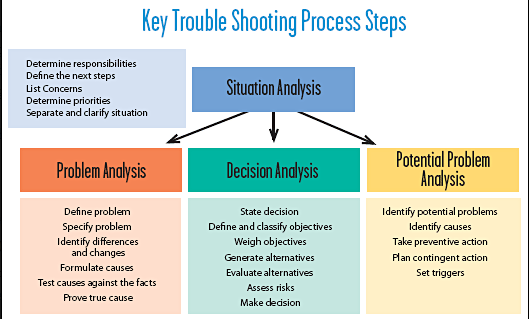 Key Trouble Shooting Process Steps
Determine responsibilities
Define the next steps
List Concerns
Determine priorities
Separate and clarify situation
Situation Analysis
Problem Analysis
Define problem
Specify problem
Identify differences
and changes
Formulate causes
Test causes against the facts
Prove true cause
Decision Analysis
State decision
Define and classify objectives
Weigh objectives
Generate alternatives
Evaluate alternatives
Assess risks
Make decision
Potential Problem
Analysis
Identify potential problems
Identify causes
Take preventive action
Plan contingent action
Set triggers